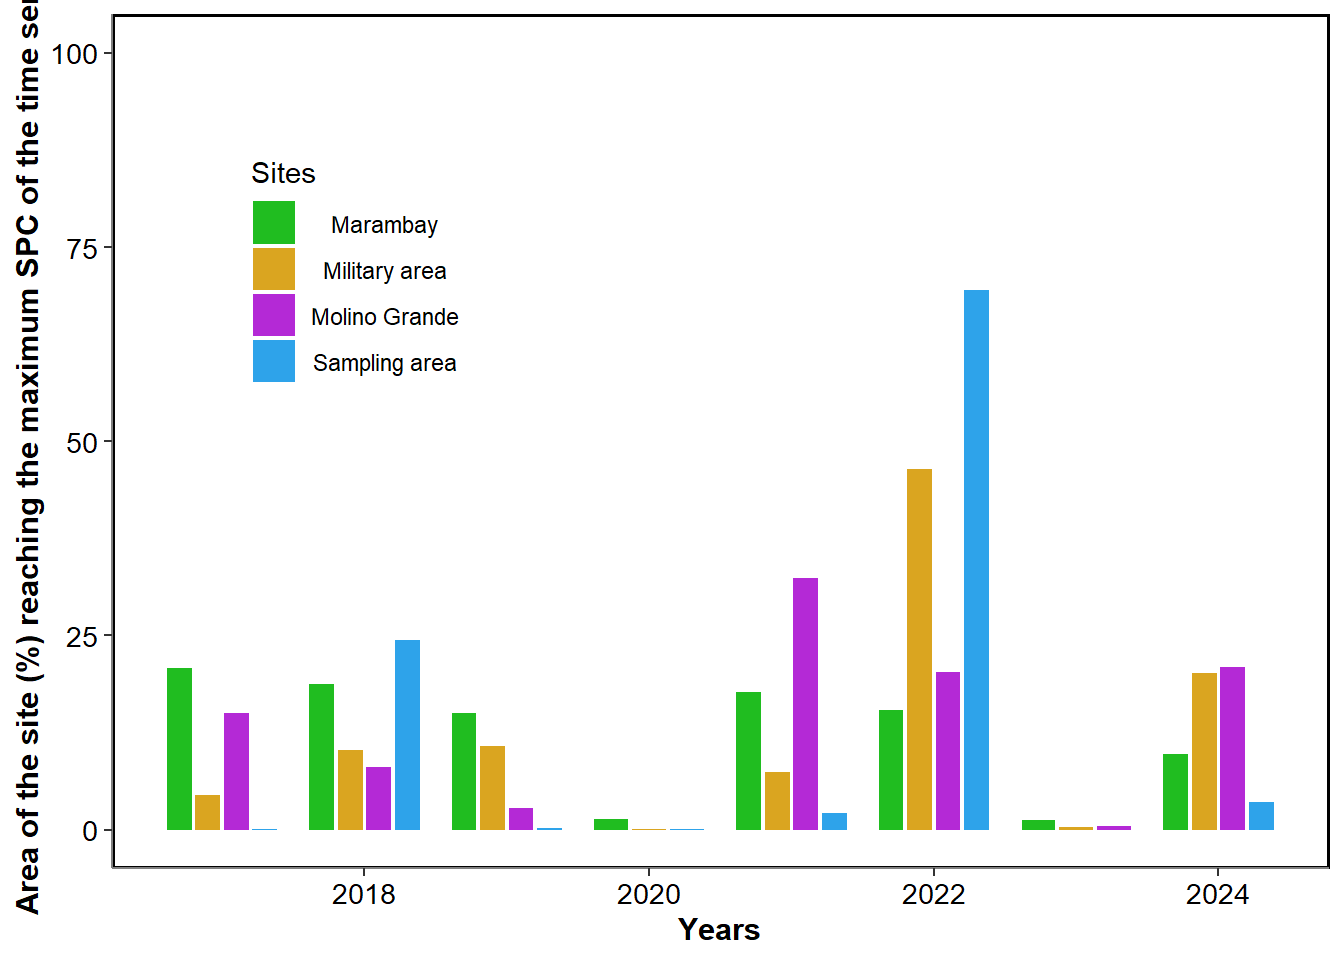 Area of the site (%) reaching the maximum SPC of the time
100
75
50
25
0
Sites
Marambay
Military area
Molino Grande
Sampling area
2018
2020
2022
2024
Years